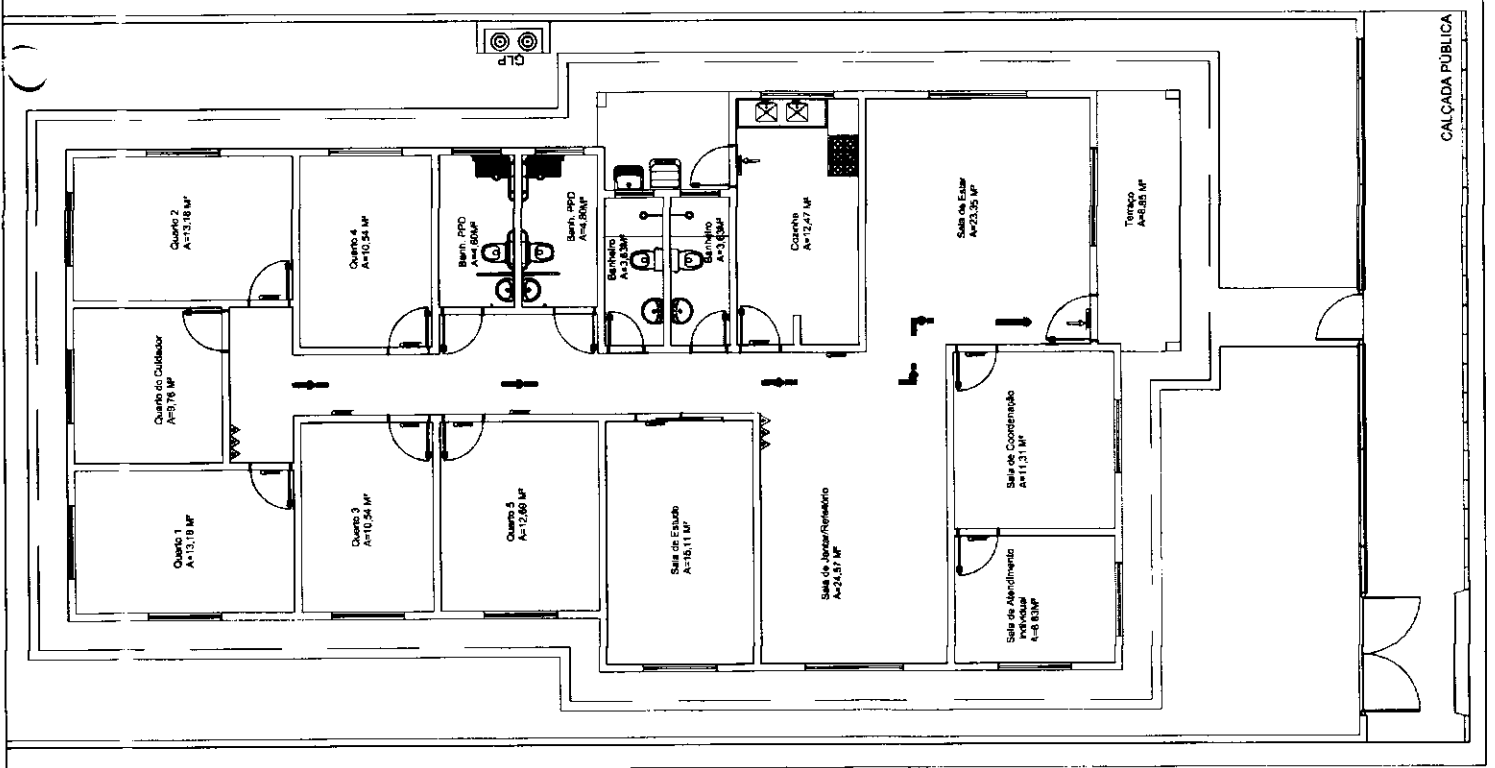 CALÇADA PÚBLICA
GLP
Quarto 2
A=13,18 M²
Quarto 4
A=10,54 M²
Banh. PPD
A=4,60M²
Banh. PPD
A=4,80M²
Banheiro
A=3,63M²
Banheiro
A=3,63M²
Cozinha
A=12,47 M²
Sala de Estar
A=23,35 M²
Terraço
A=8,85 M²
Quarto do Cuidador
A=9,76 M²
Quarto 1
A=13,18 M²
Quarto 3
A=10,54 M²
Quarto 5
A=12,69 M²
Sala de Estudo
A=15,11 M²
Sala de Jantar/Refeitório
A=24,57 M²
Sala de Coordenação
A=11,31 M²
Sala de Atendimento
Individual
A=8,83M²